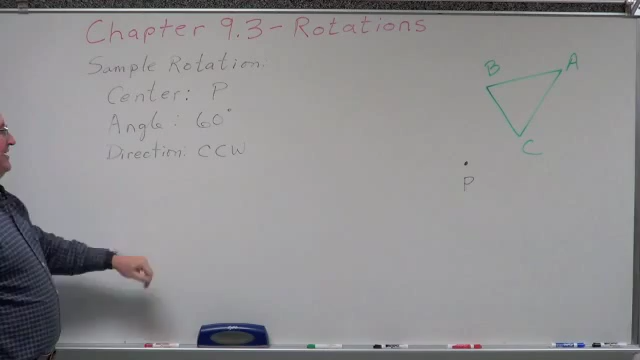 Chapter 9.3 - Rotations
Sample Rotation:
Center: P
Angle: 60°
Direction: CCW
B
A
C
P